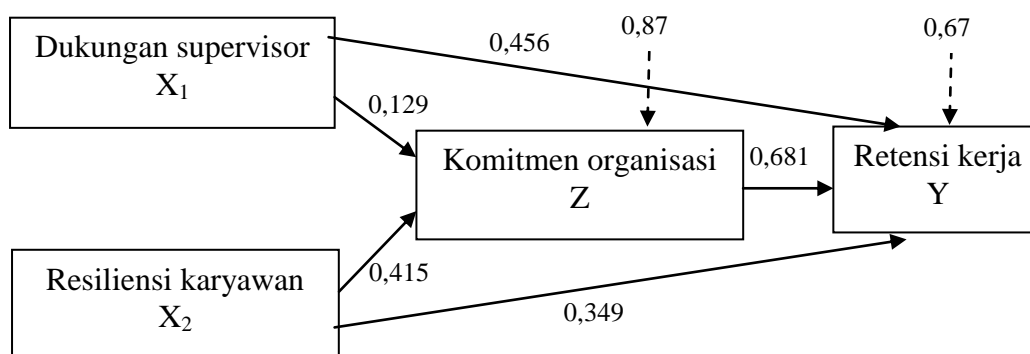 Dukungan supervisor
X₁
0,456
0,87
0,67
0,129
Komitmen organisasi
Z
0,681
Retensi kerja
Y
Resiliensi karyawan
X₂
0,415
0,349